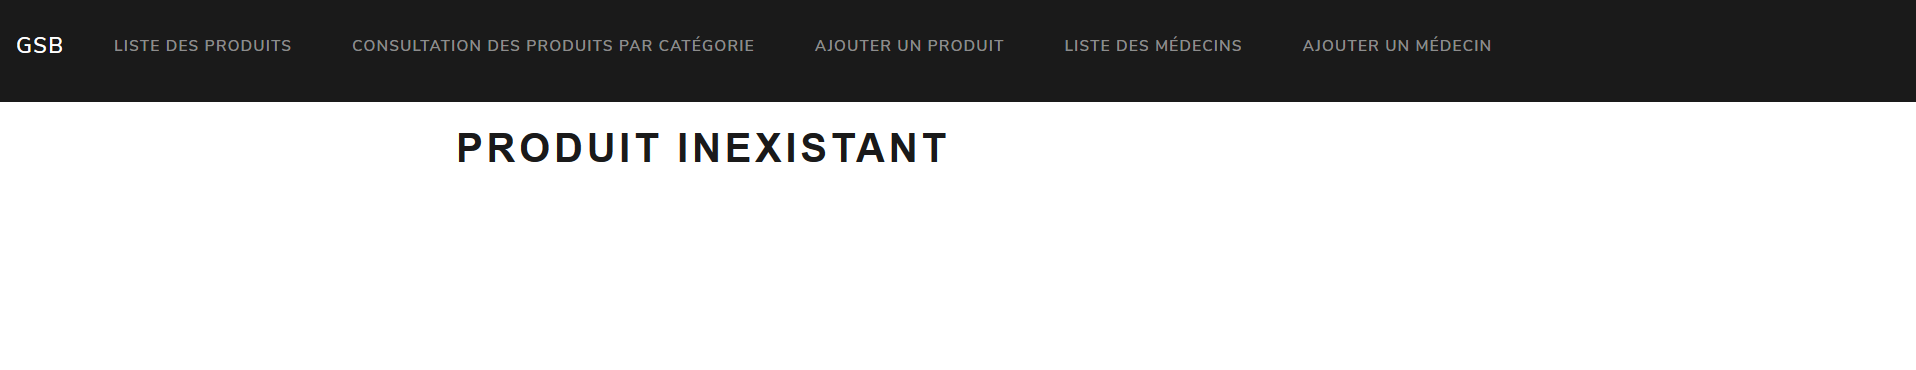 GSB LISTE DES PRODUITS CONSULTATION DES PRODUITS PAR CATÉGORIE AJOUTER UN PRODUIT LISTE DES MÉDECINS AJOUTER UN MÉDECIN
PRODUIT INEXISTANT